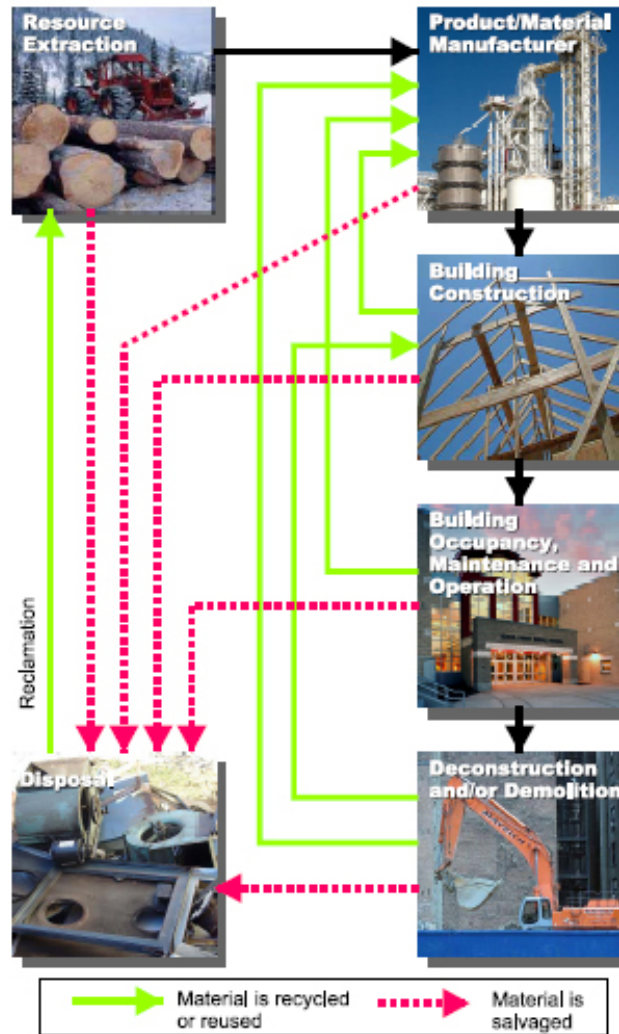 Resource
Extraction
Product/Material
Manufacturer
Building
Construction
Building
Occupancy,
Maintenance and
Operation
Reclamation
Disposal
Deconstruction
and/or Demolition
Material is recycled
or reused
Material is
salvaged